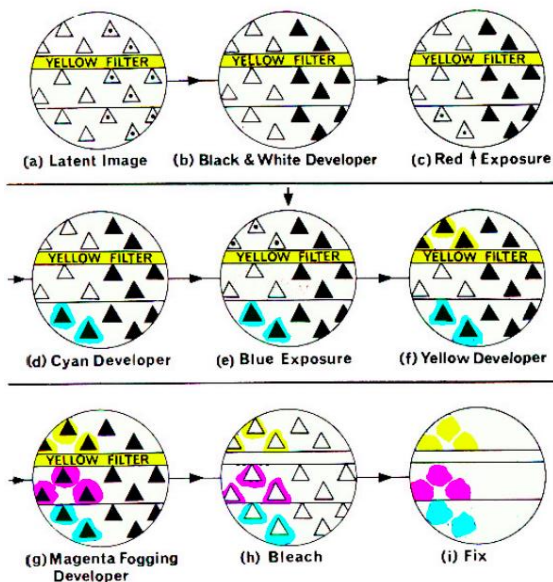 YELLOW FILTER
YELLOW FILTER
YELLOW FILTER
(a) Latent Image
(b) Black & White Developer
(c) Red Exposure
YELLOW FILTER
YELLOW FILTER
YELLOW FILTER
(d) Cyan Developer
(e) Blue Exposure
(f) Yellow Developer
YELLOW FILTER
(g) Magenta Fogging
Developer
(h) Bleach
(i) Fix